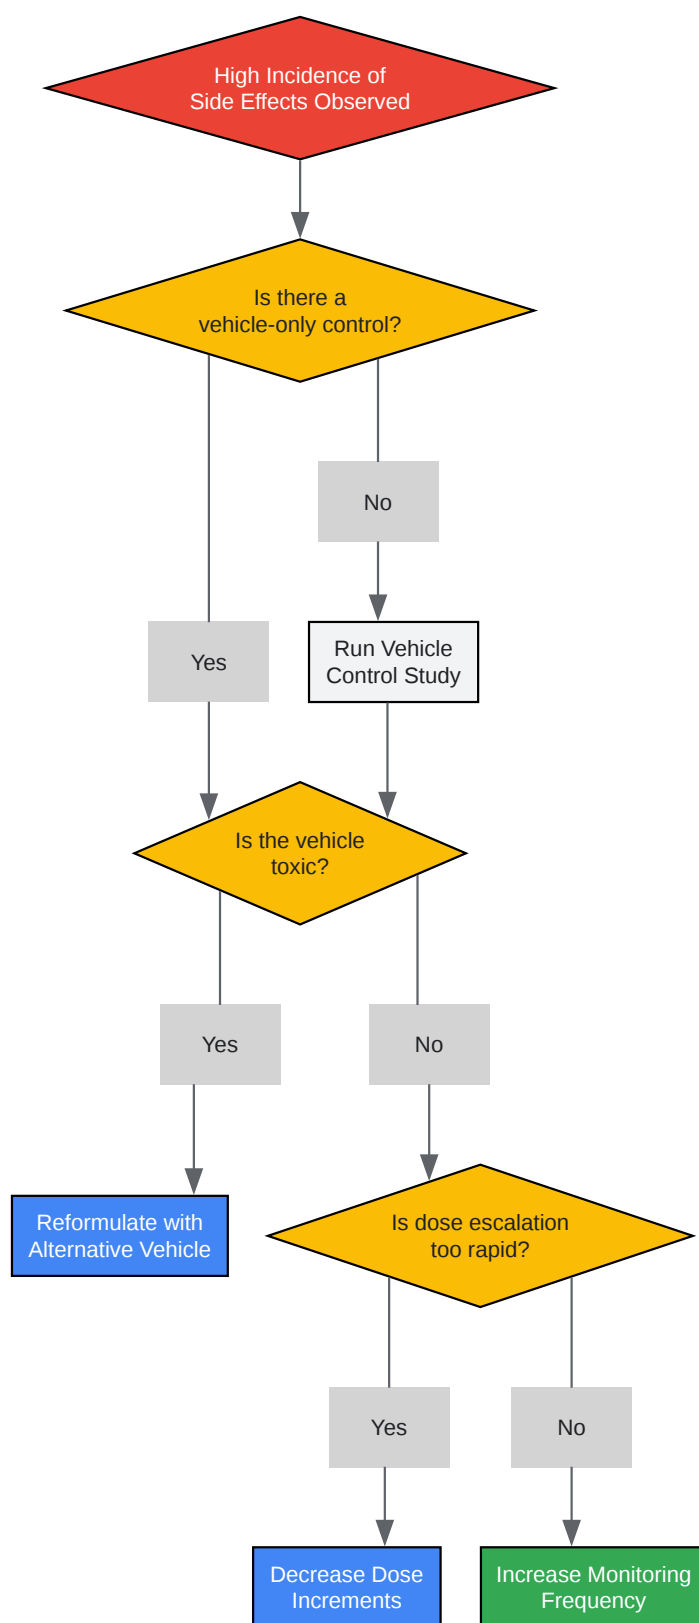 High Incidence of
Side Effects Observed
Is there a
vehicle-only control?
No
Yes
Run Vehicle
Control Study
Is the vehicle
toxic?
Yes
No
Reformulate with
Alternative Vehicle
Is dose escalation
too rapid?
Yes
No
Decrease Dose
Increments
Increase Monitoring
Frequency